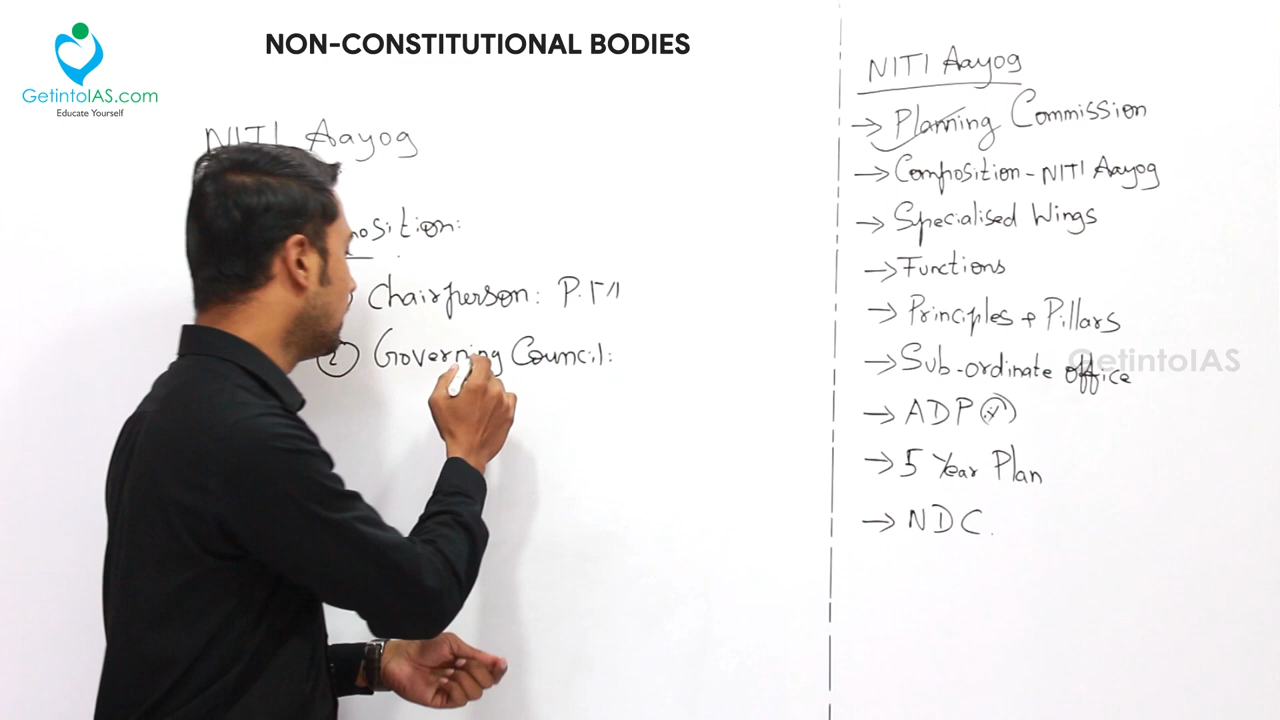 NON-CONSTITUTIONAL BODIES
GetintoIAS.com
Educate Yourself
NITI Aayog
Chairperson: P.M
② Governing Council:
NITI Aayog
→ Planning Commission
→ Composition - NITI Aayog
→ Specialised Wings
→ Functions
→ Principles + Pillars
→ Sub-ordinate office
GetintoIAS
→ ADP
→ 5 Year Plan
→ NDC.